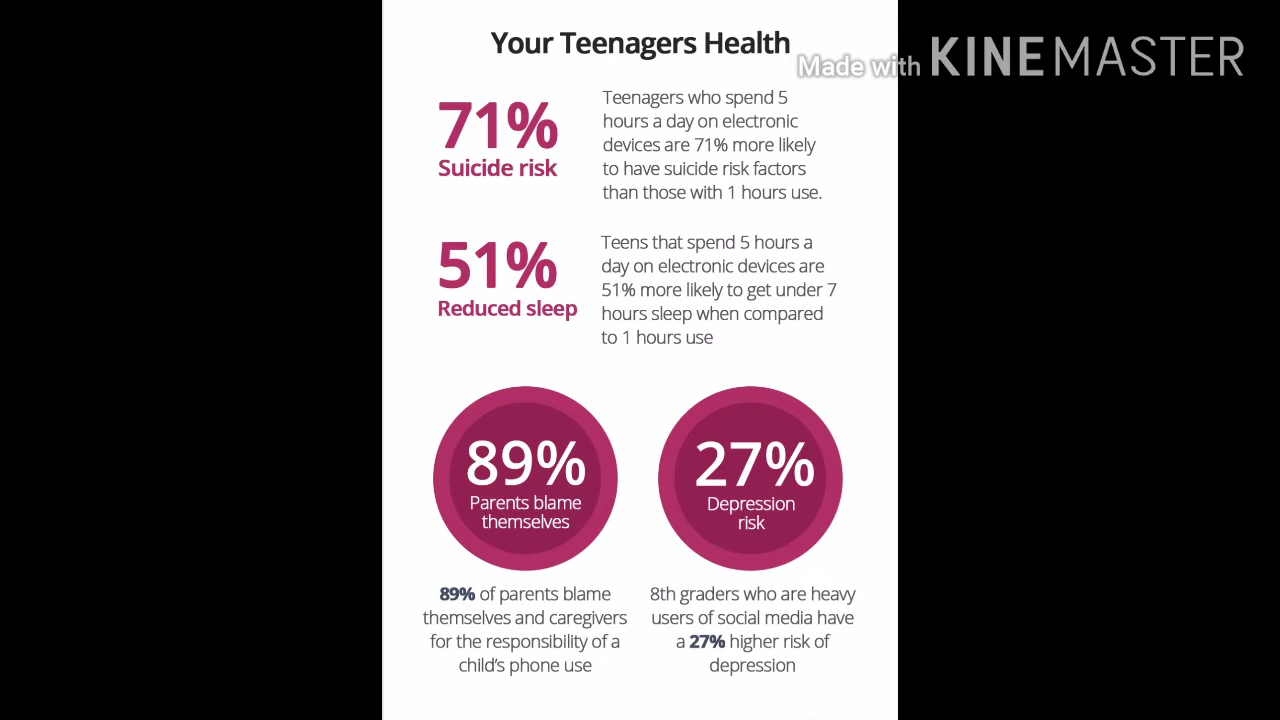 Your Teenagers Health
Made with KINEMASTER
71%
Suicide risk
Teenagers who spend 5
hours a day on electronic
devices are 71% more likely
to have suicide risk factors
than those with 1 hours use.
51%
Reduced sleep
Teens that spend 5 hours a
day on electronic devices are
51% more likely to get under 7
hours sleep when compared
to 1 hours use
89%
Parents blame
themselves
89% of parents blame
themselves and caregivers
for the responsibility of a
child's phone use
27%
Depression
risk
8th graders who are heavy
users of social media have
a 27% higher risk of
depression